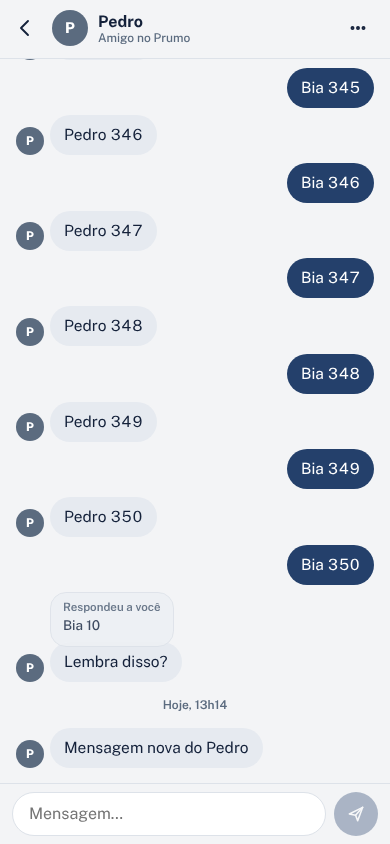 P
Pedro
Amigo no Prumo
Bia 345
Pedro 346
P
Bia 346
Pedro 347
P
Bia 347
Pedro 348
P
Bia 348
Pedro 349
P
Bia 349
Pedro 350
P
Bia 350
Respondeu a você
Bia 10
Lembra disso?
P
Hoje, 13h14
Mensagem nova do Pedro
P
Mensagem...